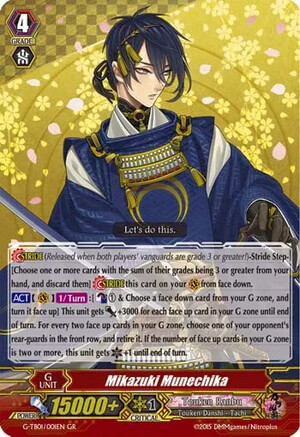 4
GRADE
Let's do this.
STRIDE (Released when both players' vanguards are grade 3 or greater!)-Stride Step-
[Choose one or more cards with the sum of their grades being 3 or greater from your
hand, and discard them] STRIDE this card on your from face down.
ACT 1/Turn : [1 & Choose a face down card from your G zone, and
turn it face up] This unit gets +3000 for each face up card in your G zone until end
of turn. For every two face up cards in your G zone, choose one of your opponent's
rear-guards in the front row, and retire it. If the number of face up cards in your G zone
is two or more, this unit gets +1 until end of turn.
G
UNIT
Mikazuki Munechika
POWER
15000+
1
CRITICAL
Touken Ranbu
Touken Danshi - Tachi
G-TB01/001EN GR
©2015 DMMgames/Nitroplus